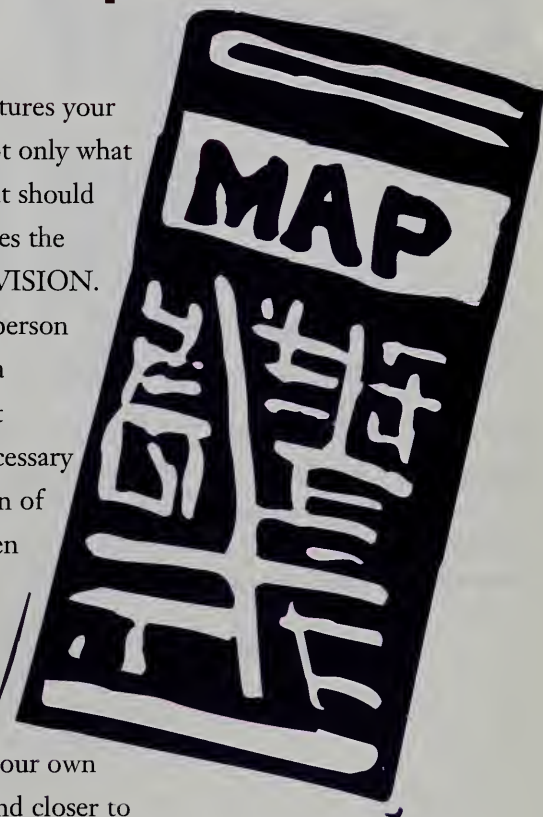 tures your
t only what
t should
es the
VISION.
person
n
t
cessary
n of
en
our own
nd closer to
MAP